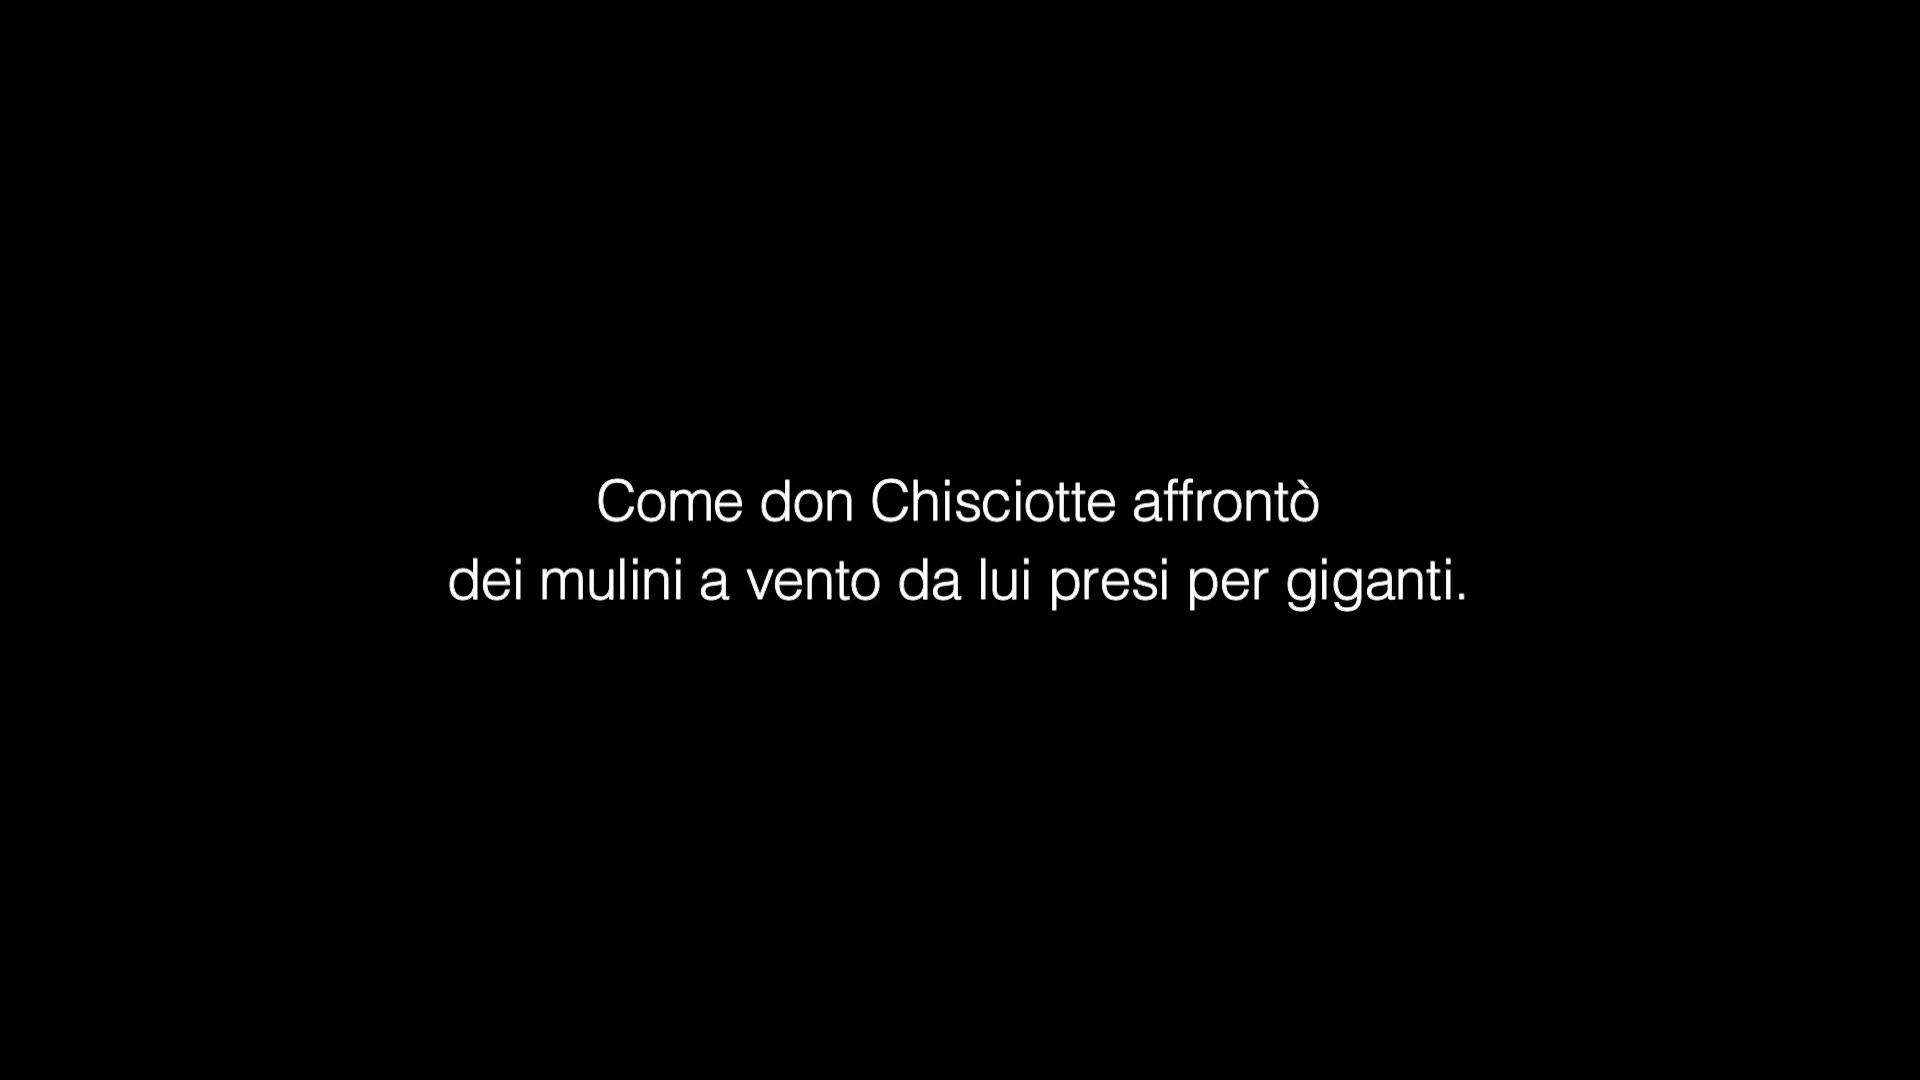 Come don Chisciotte affrontò
dei mulini a vento da lui presi per giganti.